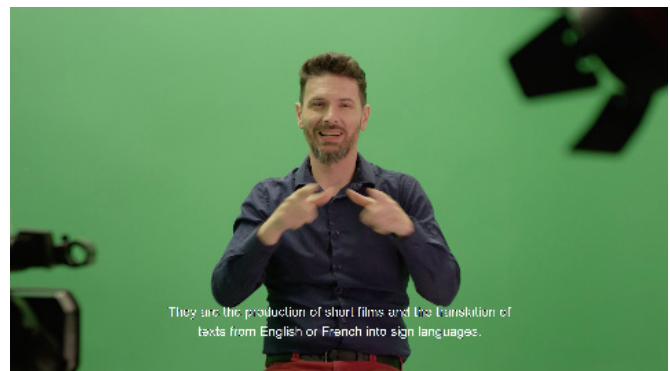 They are the production of short films and the translation of
texts from English or French into sign languages.